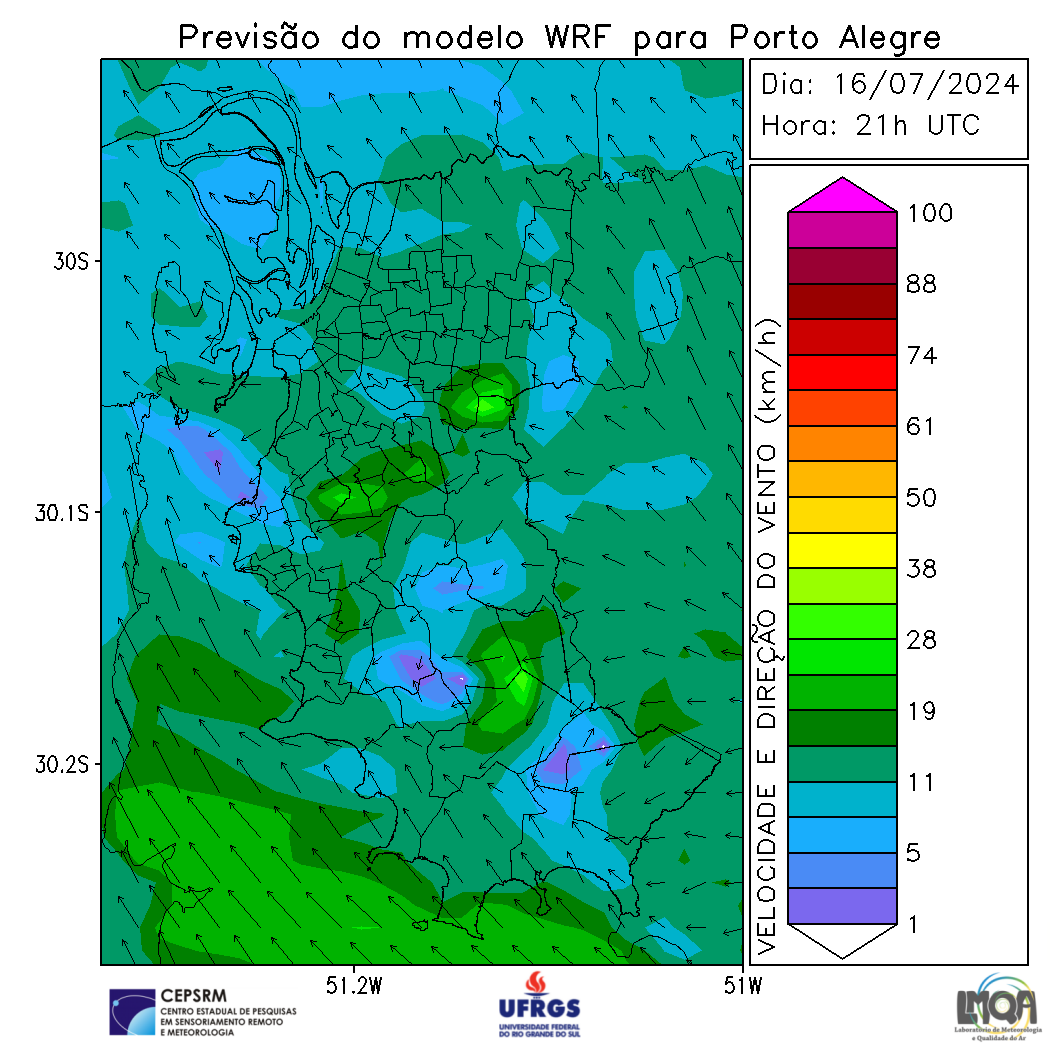 Previsão do modelo WRF para Porto Alegre
Dia: 16/07/2024
Hora: 21h UTC
30S
30.1S
30.2S
51.2W
51W
VELOCIDADE E DIREÇÃO DO VENTO (km/h)
100
88
74
61
50
38
28
19
11
5
1
CEPSRM
CENTRO ESTADUAL DE PESQUISAS
EM SENSORIAMENTO REMOTO
E METEOROLOGIA
UFRGS
UNIVERSIDADE FEDERAL
DO RIO GRANDE DO SUL
LMQA
Laboratório de Meteorologia
e Qualidade do Ar